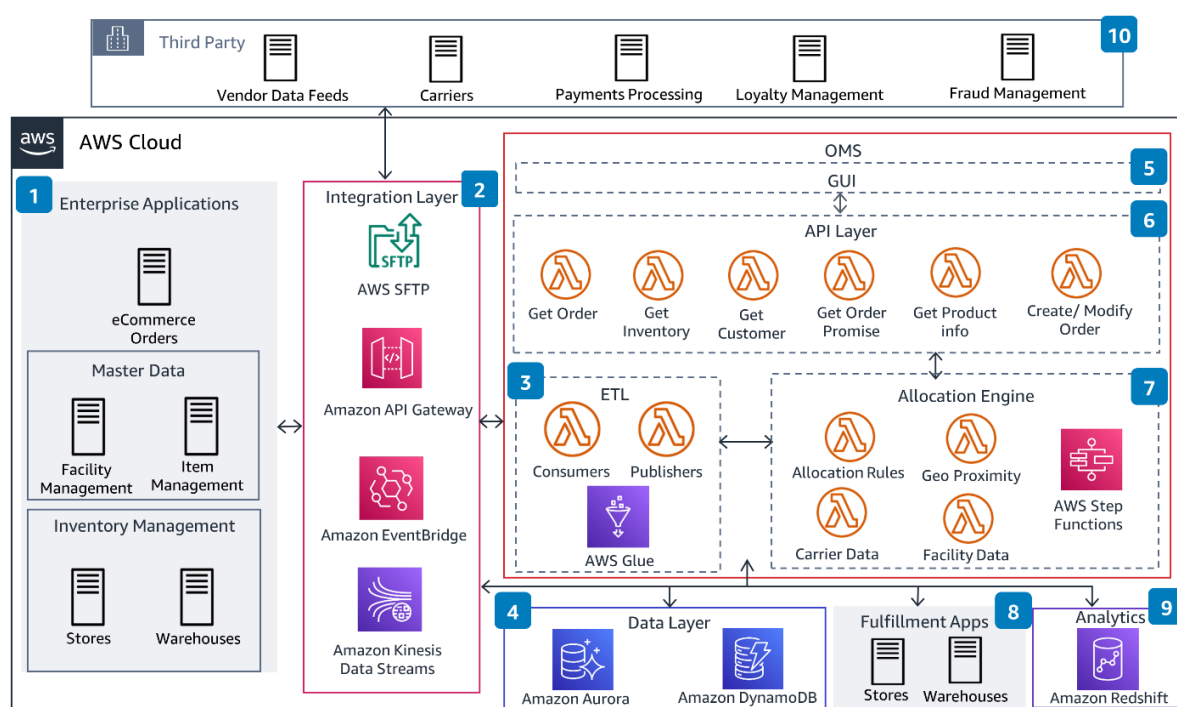 10
Third Party
Vendor Data Feeds
Carriers
Payments Processing
Loyalty Management
Fraud Management
aws
AWS Cloud
1
Enterprise Applications
eCommerce
Orders
Master Data
Facility
Management
Item
Management
Inventory Management
Stores
Warehouses
2
Integration Layer
SFTP
AWS SFTP
Amazon API Gateway
Amazon EventBridge
Amazon Kinesis
Data Streams
OMS
5
GUI
6
API Layer
Get Order
Get
Inventory
Get
Customer
Get Order
Promise
Get Product
info
Create/ Modify
Order
3
ETL
Consumers
Publishers
AWS Glue
7
Allocation Engine
Allocation Rules
Geo Proximity
Carrier Data
Facility Data
AWS Step
Functions
4
Data Layer
Amazon Aurora
Amazon DynamoDB
8
Fulfillment Apps
Stores
Warehouses
9
Analytics
Amazon Redshift